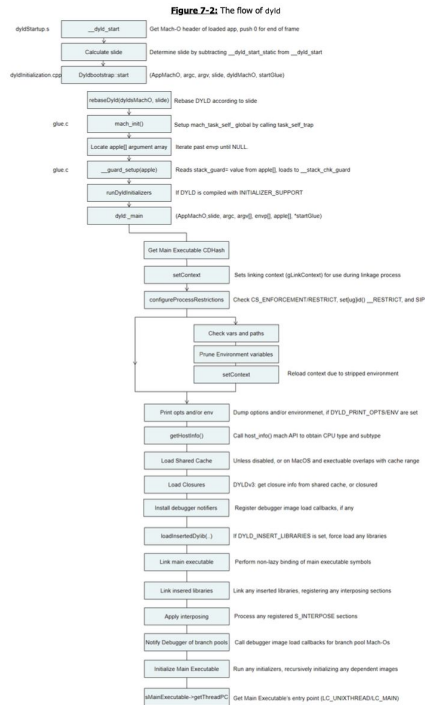 Figure 7-2: The flow of dyld
dyldStartup.s __dyld_start Get Mach-O header of loaded app, push 0 for end of frame
Calculate slide Determine slide by subtracting __dyld_start_static from __dyld_start
dyldInitialization.cpp Dyldbootstrap::start (AppMachO, argc, argv, slide, dyldMachO, startGlue)
rebaseDyld(dyldsMachO, slide) Rebase DYLD according to slide
glue.c mach_init() Setup mach_task_self_ global by calling task_self_trap
Locate apple[] argument array Iterate past envp until NULL.
glue.c __guard_setup(apple) Reads stack_guard= value from apple[], loads to __stack_chk_guard
runDyldInitializers If DYLD is compiled with INITIALIZER_SUPPORT
dyld _main (AppMachO,slide, argc, argv[], envp[], apple[], *startGlue)
Get Main Executable CDHash
setContext Sets linking context (gLinkContext) for use during linkage process
configureProcessRestrictions Check CS_ENFORCEMENT/RESTRICT, set[ug]id() __RESTRICT, and SIP
Check vars and paths
Prune Environment variables
setContext Reload context due to stripped environment
Print opts and/or env Dump options and/or environmenet, if DYLD_PRINT_OPTS/ENV are set
getHostInfo() Call host_info() mach API to obtain CPU type and subtype
Load Shared Cache Unless disabled, or on MacOS and exectuable overlaps with cache range
Load Closures DYLDv3: get closure info from shared cache, or closured
Install debugger notifiers Register debugger image load callbacks, if any
loadInsertedDylib(..) If DYLD_INSERT_LIBRARIES is set, force load any libraries
Link main executable Perform non-lazy binding of main executable symbols
Link insered libraries Link any inserted libraries, registering any interposing sections
Apply interposing Process any registered S_INTERPOSE sections
Notify Debugger of branch pools Call debugger image load callbacks for branch pool Mach-Os
Initialize Main Executable Run any initializers, recursively initializing any dependent images
sMainExecutable->getThreadPC Get Main Executable's entry point (LC_UNIXTHREAD/LC_MAIN)